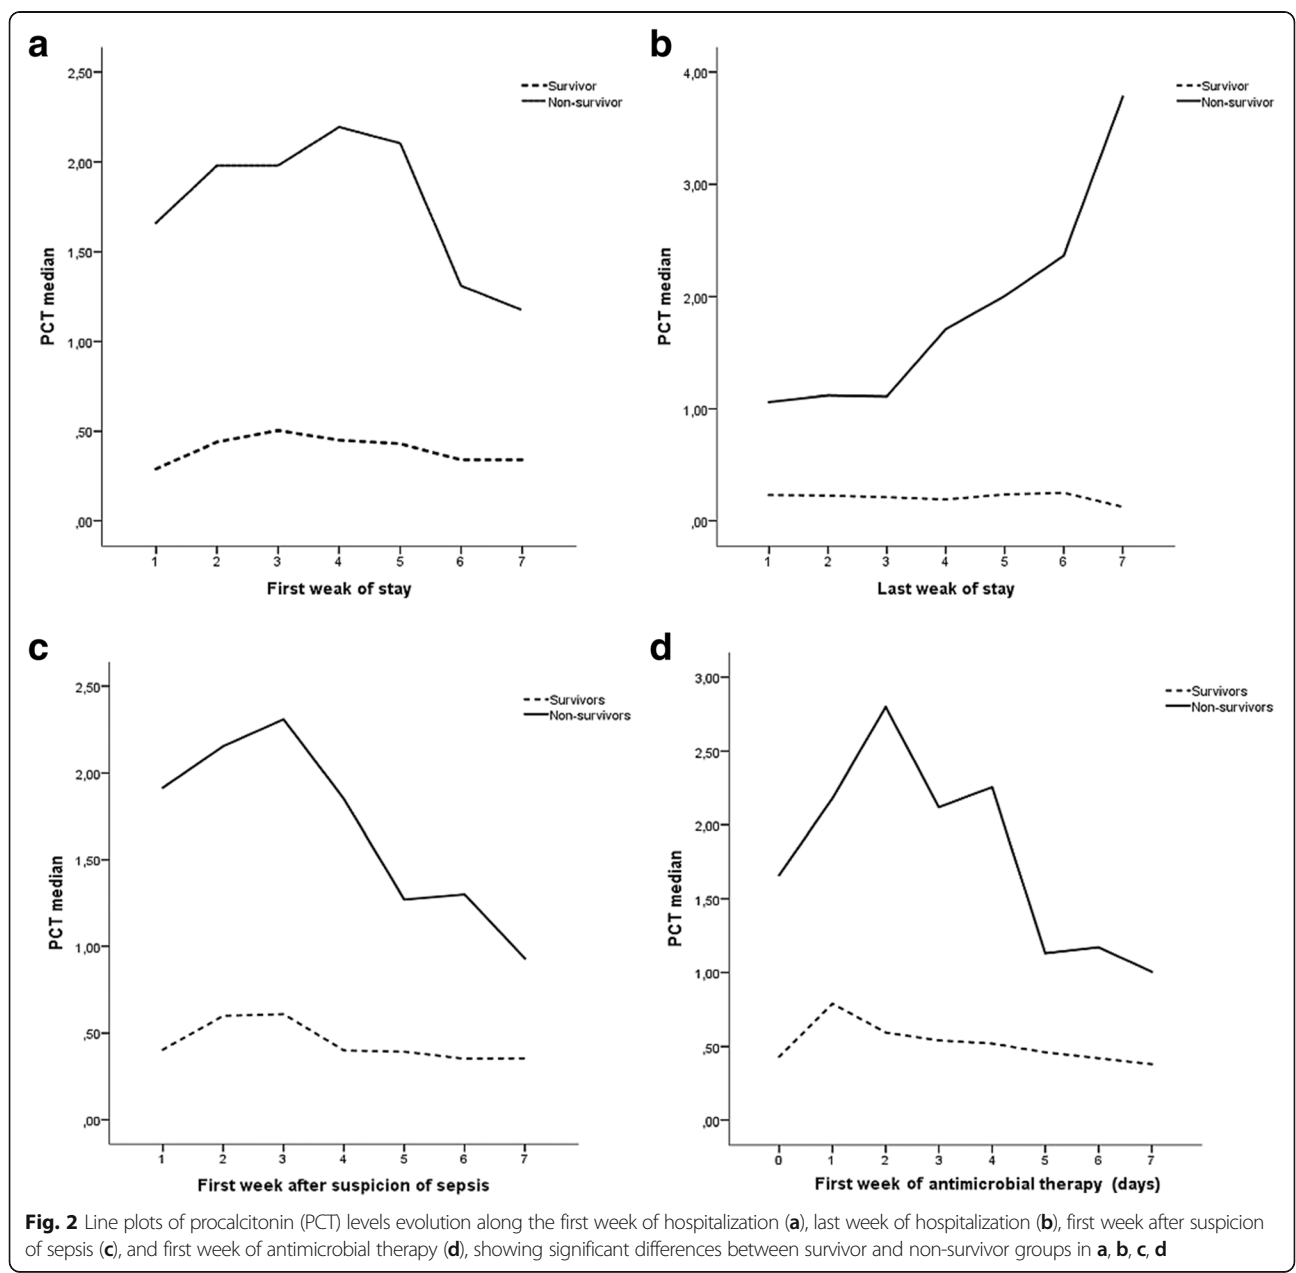 a
2,50
2,00
1,50
1,00
,50
,00
PCT median
Survivor
Non-survivor
1 2 3 4 5 6 7
First weak of stay
b
4,00
3,00
2,00
1,00
,00
PCT median
Survivor
Non-survivor
1 2 3 4 5 6 7
Last weak of stay
c
2,50
2,00
1,50
1,00
,50
,00
PCT median
Survivors
Non-survivors
1 2 3 4 5 6 7
First week after suspicion of sepsis
d
3,00
2,50
2,00
1,50
1,00
,50
,00
PCT median
Survivors
Non-survivors
0 1 2 3 4 5 6 7
First week of antimicrobial therapy (days)
Fig. 2 Line plots of procalcitonin (PCT) levels evolution along the first week of hospitalization (a), last week of hospitalization (b), first week after suspicion
of sepsis (c), and first week of antimicrobial therapy (d), showing significant differences between survivor and non-survivor groups in a, b, c, d